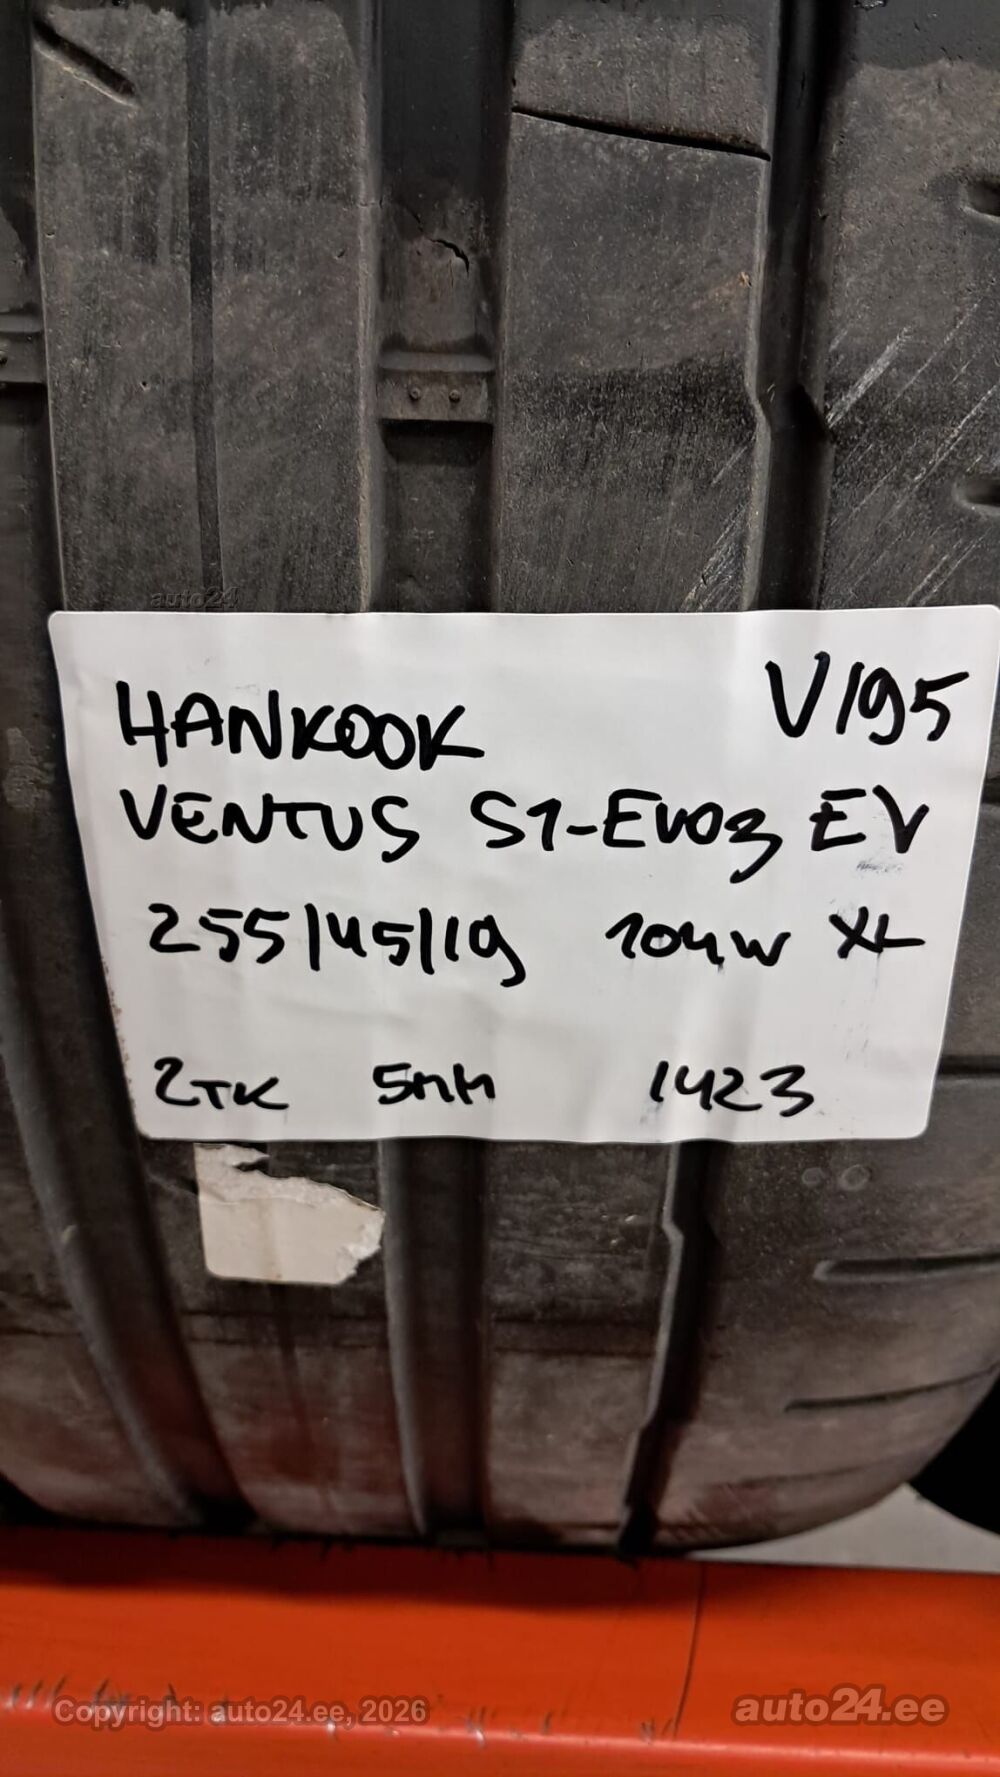 auto24
HANKOOK V195
VENTUS S1-EVO3 EV
255/45/19 104W XL
2TK 5MM 1423
Copyright: auto24.ee, 2026
auto24.ee